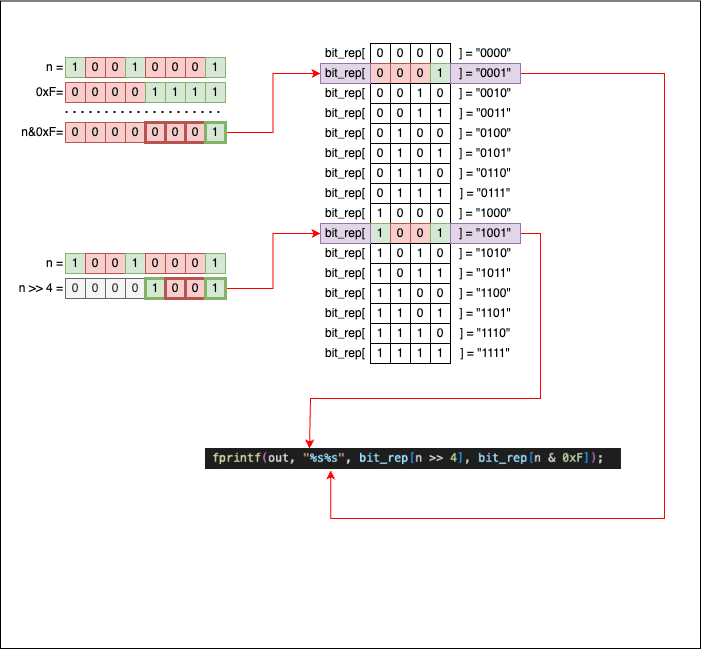 n = 1 0 0 1 0 0 0 1
0xF= 0 0 0 0 1 1 1 1
n&0xF= 0 0 0 0 0 0 0 1
n = 1 0 0 1 0 0 0 1
n >> 4 = 0 0 0 0 1 0 0 1
bit_rep[ 0 0 0 0 ] = "0000"
bit_rep[ 0 0 0 1 ] = "0001"
bit_rep[ 0 0 1 0 ] = "0010"
bit_rep[ 0 0 1 1 ] = "0011"
bit_rep[ 0 1 0 0 ] = "0100"
bit_rep[ 0 1 0 1 ] = "0101"
bit_rep[ 0 1 1 0 ] = "0110"
bit_rep[ 0 1 1 1 ] = "0111"
bit_rep[ 1 0 0 0 ] = "1000"
bit_rep[ 1 0 0 1 ] = "1001"
bit_rep[ 1 0 1 0 ] = "1010"
bit_rep[ 1 0 1 1 ] = "1011"
bit_rep[ 1 1 0 0 ] = "1100"
bit_rep[ 1 1 0 1 ] = "1101"
bit_rep[ 1 1 1 0 ] = "1110"
bit_rep[ 1 1 1 1 ] = "1111"
fprintf(out, "%s%s", bit_rep[n >> 4], bit_rep[n & 0xF]);